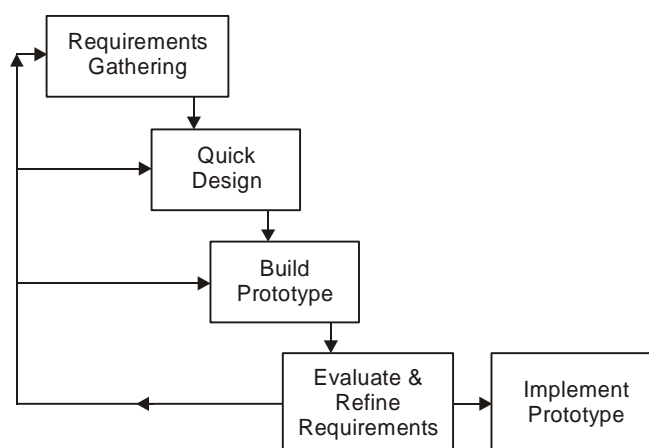 Requirements
Gathering
Quick
Design
Build
Prototype
Evaluate &
Refine
Requirements
Implement
Prototype